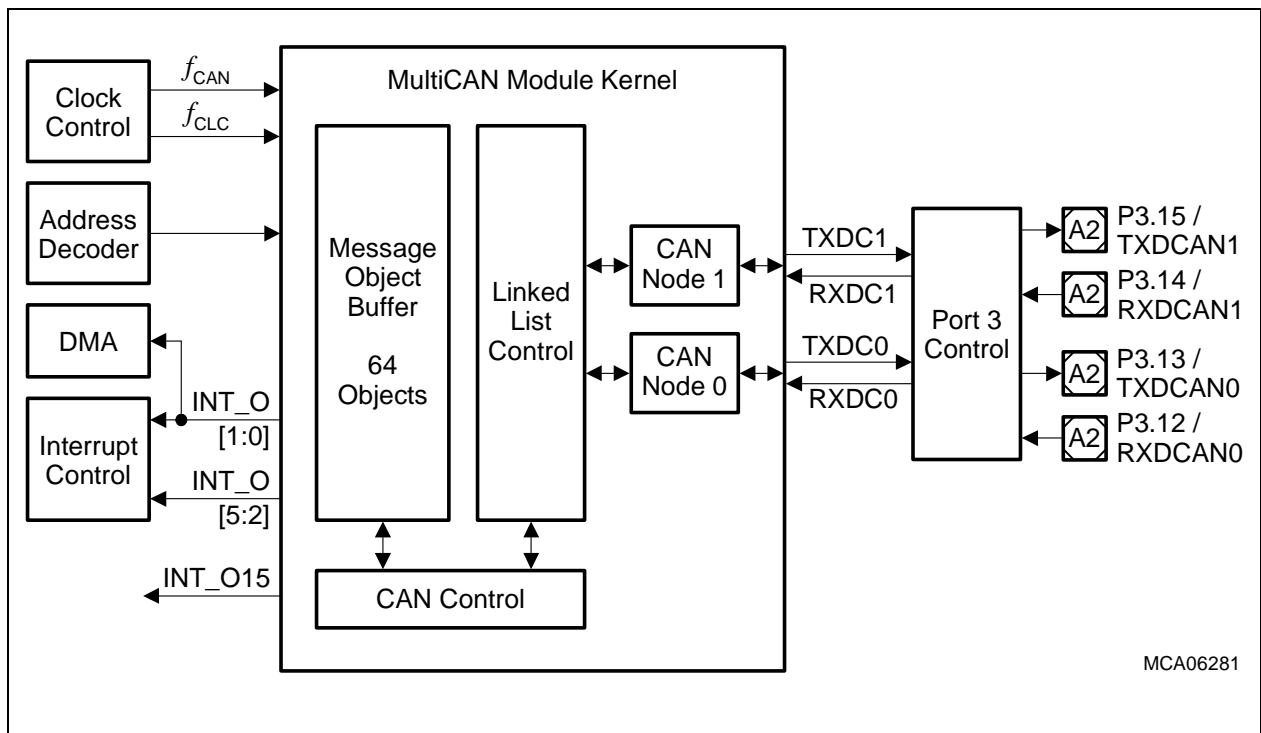 MultiCAN Module Kernel
Clock
Control
fCAN
fCLC
Address
Decoder
DMA
Interrupt
Control
INT_O
[1:0]
INT_O
[5:2]
INT_O15
Message
Object
Buffer
64
Objects
Linked
List
Control
CAN Control
CAN
Node 1
CAN
Node 0
TXDC1
RXDC1
TXDC0
RXDC0
Port 3
Control
A2
P3.15 /
TXDCAN1
A2
P3.14 /
RXDCAN1
A2
P3.13 /
TXDCAN0
A2
P3.12 /
RXDCAN0
MCA06281